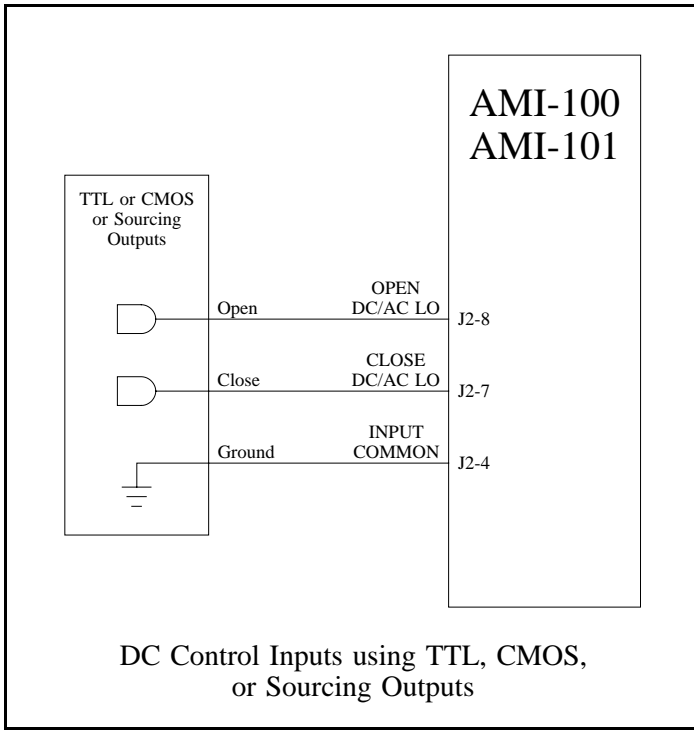 AMI-100
AMI-101
TTL or CMOS
or Sourcing
Outputs
Open
OPEN
DC/AC LO
J2-8
Close
CLOSE
DC/AC LO
J2-7
Ground
INPUT
COMMON
J2-4
DC Control Inputs using TTL, CMOS,
or Sourcing Outputs